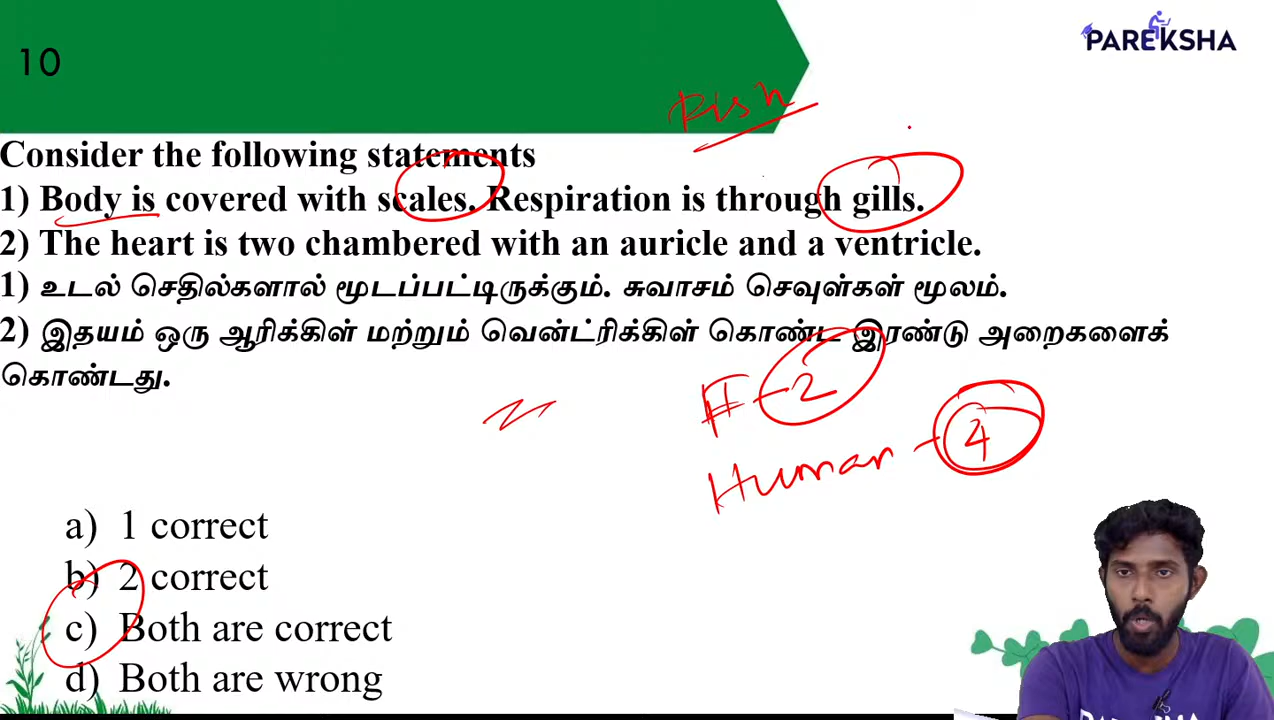 10
PAREKSHA
Fish
Consider the following statements
1) Body is covered with scales. Respiration is through gills.
2) The heart is two chambered with an auricle and a ventricle.
1) உடல் செதில்களால் மூடப்பட்டிருக்கும். சுவாசம் செவுள்கள் மூலம்.
2) இதயம் ஒரு ஆரிக்கிள் மற்றும் வென்ட்ரிக்கிள் கொண்ட இரண்டு அறைகளைக்
கொண்டது.
F - 2
Human - 4
a) 1 correct
b) 2 correct
c) Both are correct
d) Both are wrong
PAREKSHA